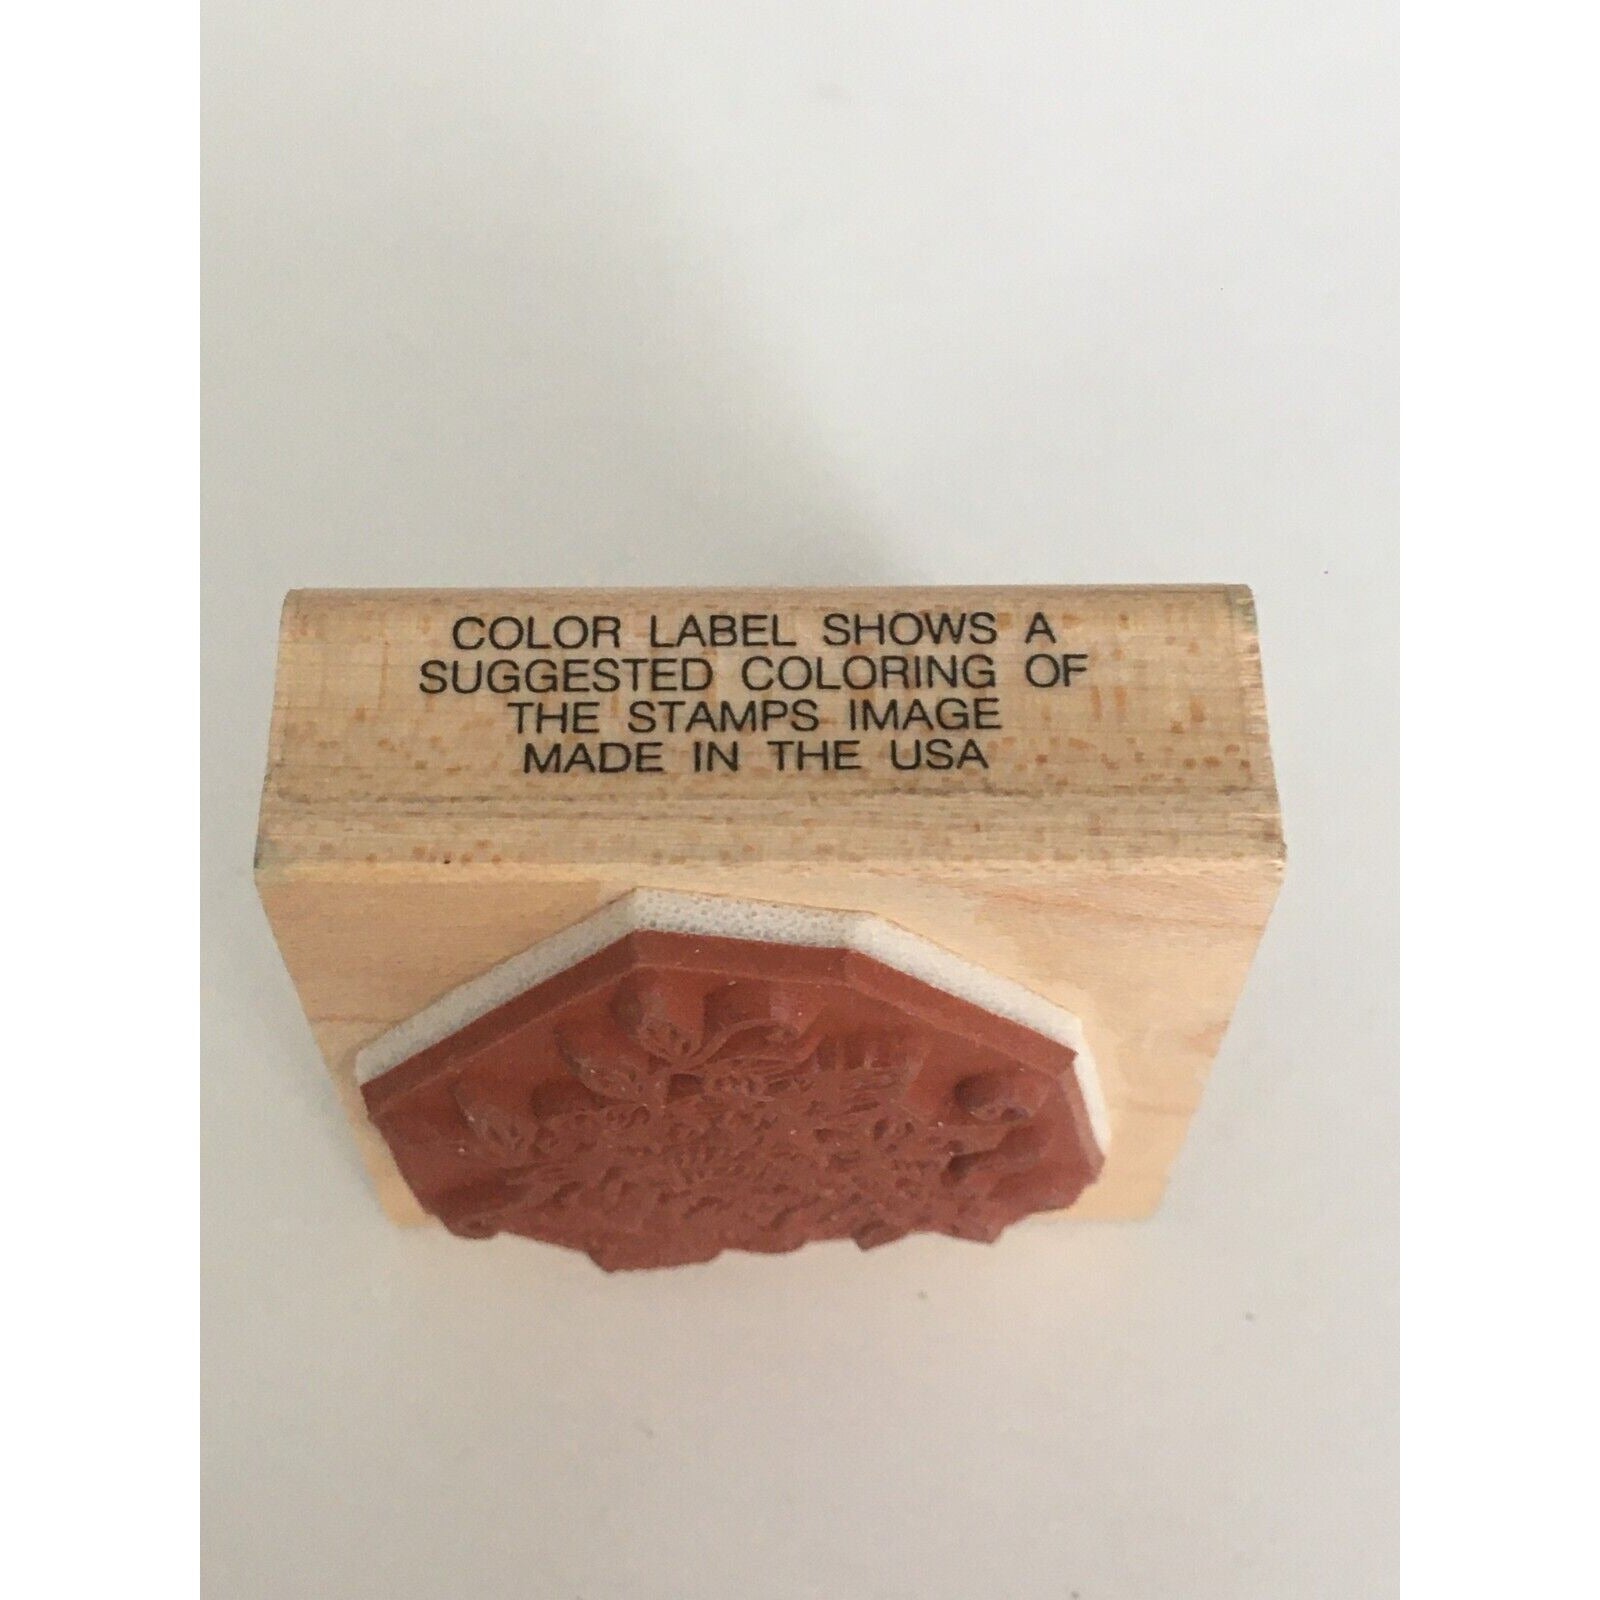 COLOR LABEL SHOWS A
SUGGESTED COLORING OF
THE STAMPS IMAGE
MADE IN THE USA